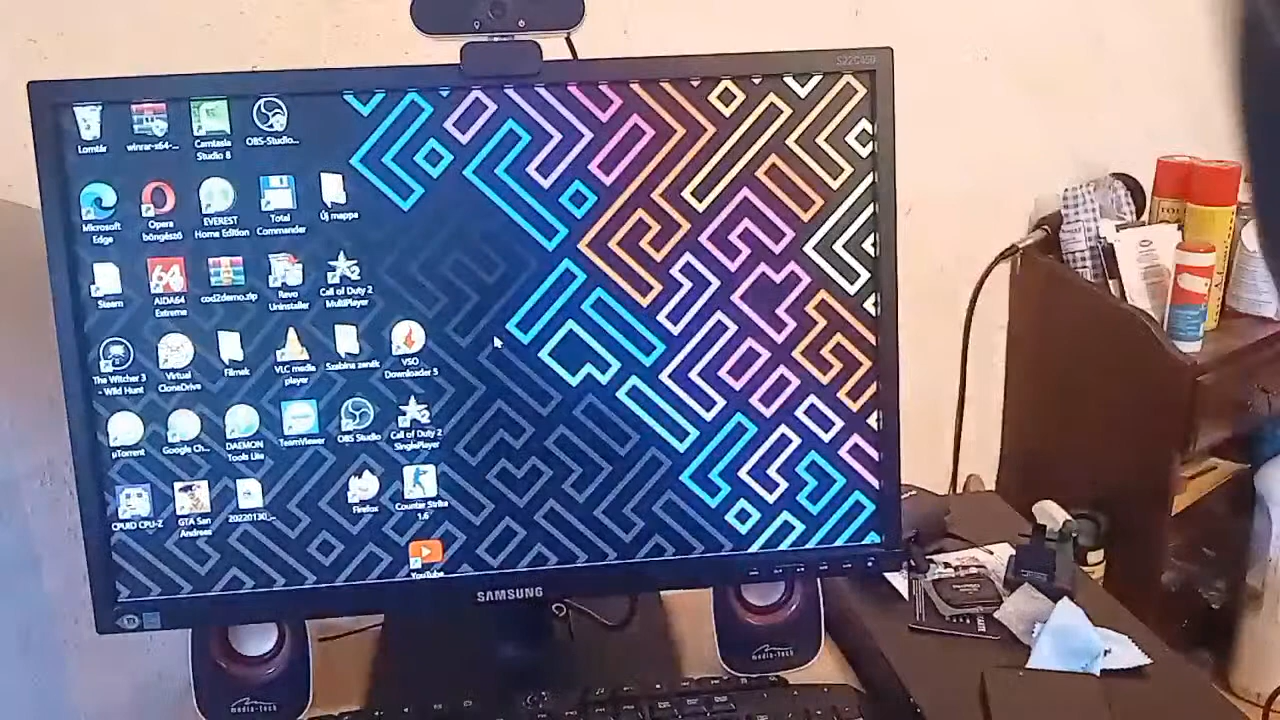 S22C450
Lomtár
winrar-x64-...
Camtasia
Studio 8
OBS-Studio...
Microsoft
Edge
Opera
böngésző
EVEREST
Home Edition
Total
Commander
Új mappa
Steam
64
AIDA64
Extreme
cod2demo.zip
Revo
Uninstaller
2
Call of Duty 2
MultiPlayer
The Witcher 3
- Wild Hunt
Virtual
CloneDrive
Filmek
VLC media
player
Szabina zenék
VSO
Downloader 5
µTorrent
Google Ch...
DAEMON
Tools Lite
TeamViewer
OBS Studio
2
Call of Duty 2
SinglePlayer
CPUID CPU-Z
GTA San
Andreas
20220130_...
Firefox
Counter Strike
1.6
YouTube
SAMSUNG
media-tech
media-tech